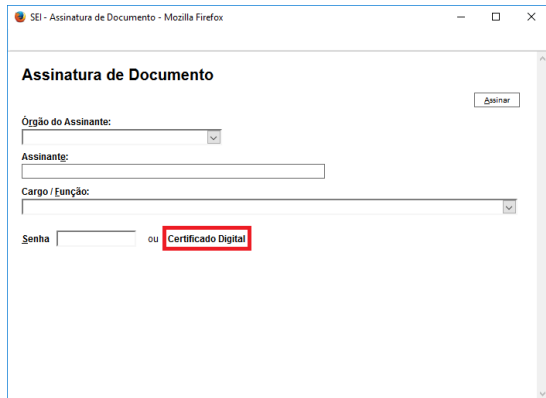 SEI - Assinatura de Documento - Mozilla Firefox
Assinatura de Documento
Assinar
Órgão do Assinante:
Assinante:
Cargo / Função:
Senha ou Certificado Digital